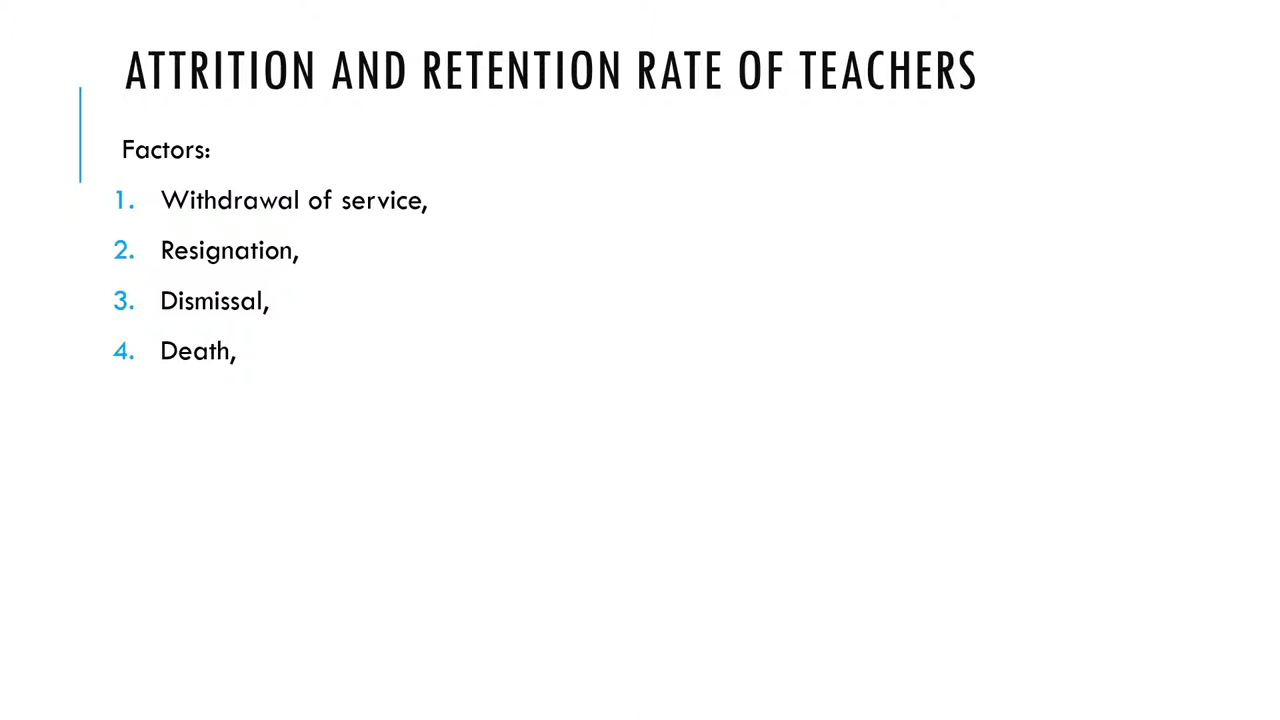 ATTRITION AND RETENTION RATE OF TEACHERS
Factors:
1. Withdrawal of service,
2. Resignation,
3. Dismissal,
4. Death,